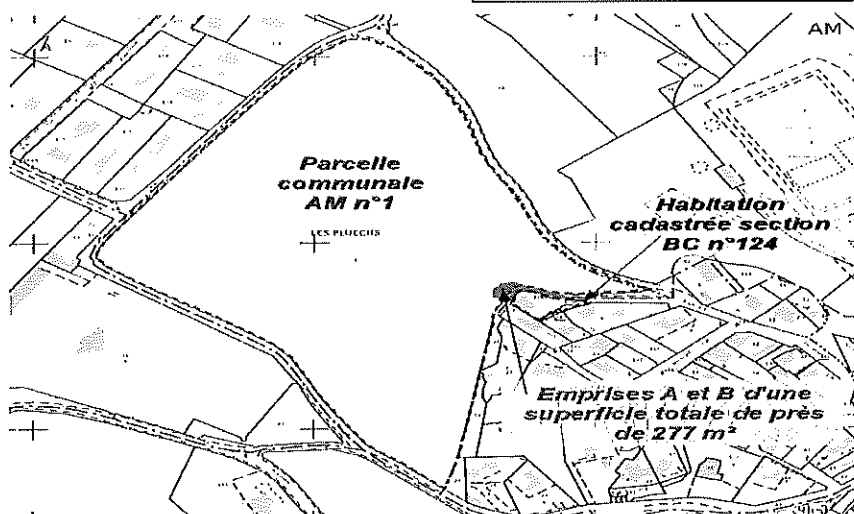 AM
Parcelle
communale
AM n°1
Habitation
cadastrée section
BC n°124
Emprises A et B d'une
superficie totale de près
de 277 m²